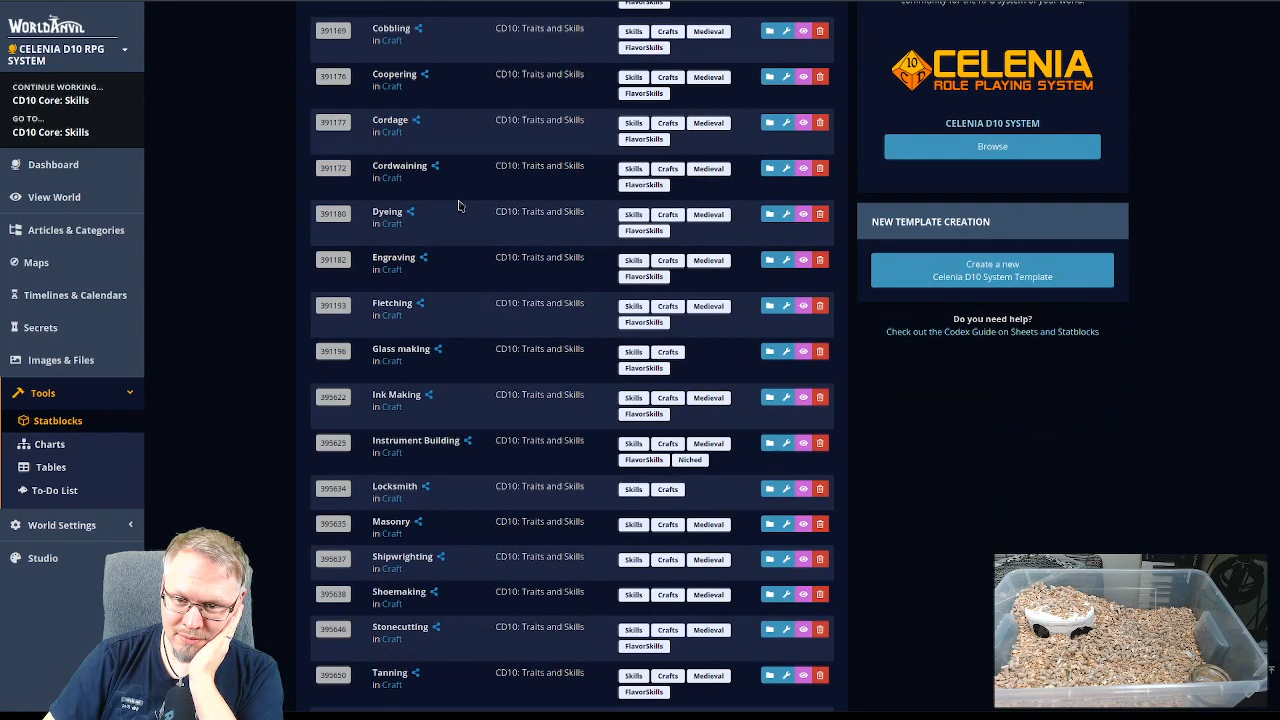 WORLD
CELENIA D10 RPG
CONTINUE WORKING...
CD10 Core: Skills
GO TO...
CD10 Core: Skills
Dashboard
View World
Articles & Categories
Maps
Timelines & Calendars
Secrets
Images & Files
Tools
Statblocks
Charts
Tables
To-Do List
World Settings
Studio
FlavorSkills
391169 Cobbling CD10: Traits and Skills Skills Crafts Medieval
in Craft FlavorSkills
391176 Coopering CD10: Traits and Skills Skills Crafts Medieval
in Craft FlavorSkills
391177 Cordage CD10: Traits and Skills Skills Crafts Medieval
in Craft FlavorSkills
391172 Cordwaining CD10: Traits and Skills Skills Crafts Medieval
in Craft FlavorSkills
391180 Dyeing CD10: Traits and Skills Skills Crafts Medieval
in Craft FlavorSkills
391182 Engraving CD10: Traits and Skills Skills Crafts Medieval
in Craft FlavorSkills
391193 Fletching CD10: Traits and Skills Skills Crafts Medieval
in Craft FlavorSkills
391196 Glass making CD10: Traits and Skills Skills Crafts
in Craft FlavorSkills
395622 Ink Making CD10: Traits and Skills Skills Crafts Medieval
in Craft FlavorSkills
395625 Instrument Building CD10: Traits and Skills Skills Crafts Medieval
in Craft FlavorSkills Niched
395634 Locksmith CD10: Traits and Skills Skills Crafts
in Craft
395635 Masonry CD10: Traits and Skills Skills Crafts Medieval
in Craft
395637 Shipwrighting CD10: Traits and Skills Skills Crafts Medieval
in Craft
395638 Shoemaking CD10: Traits and Skills Skills Crafts Medieval
in Craft
395646 Stonecutting CD10: Traits and Skills Skills Crafts Medieval
in Craft FlavorSkills
395650 Tanning CD10: Traits and Skills Skills Crafts Medieval
in Craft FlavorSkills
community for the RPG system of your world.
10
CELENIA
ROLE PLAYING SYSTEM
CELENIA D10 SYSTEM
Browse
NEW TEMPLATE CREATION
Create a new
Celenia D10 System Template
Do you need help?
Check out the Codex Guide on Sheets and Statblocks